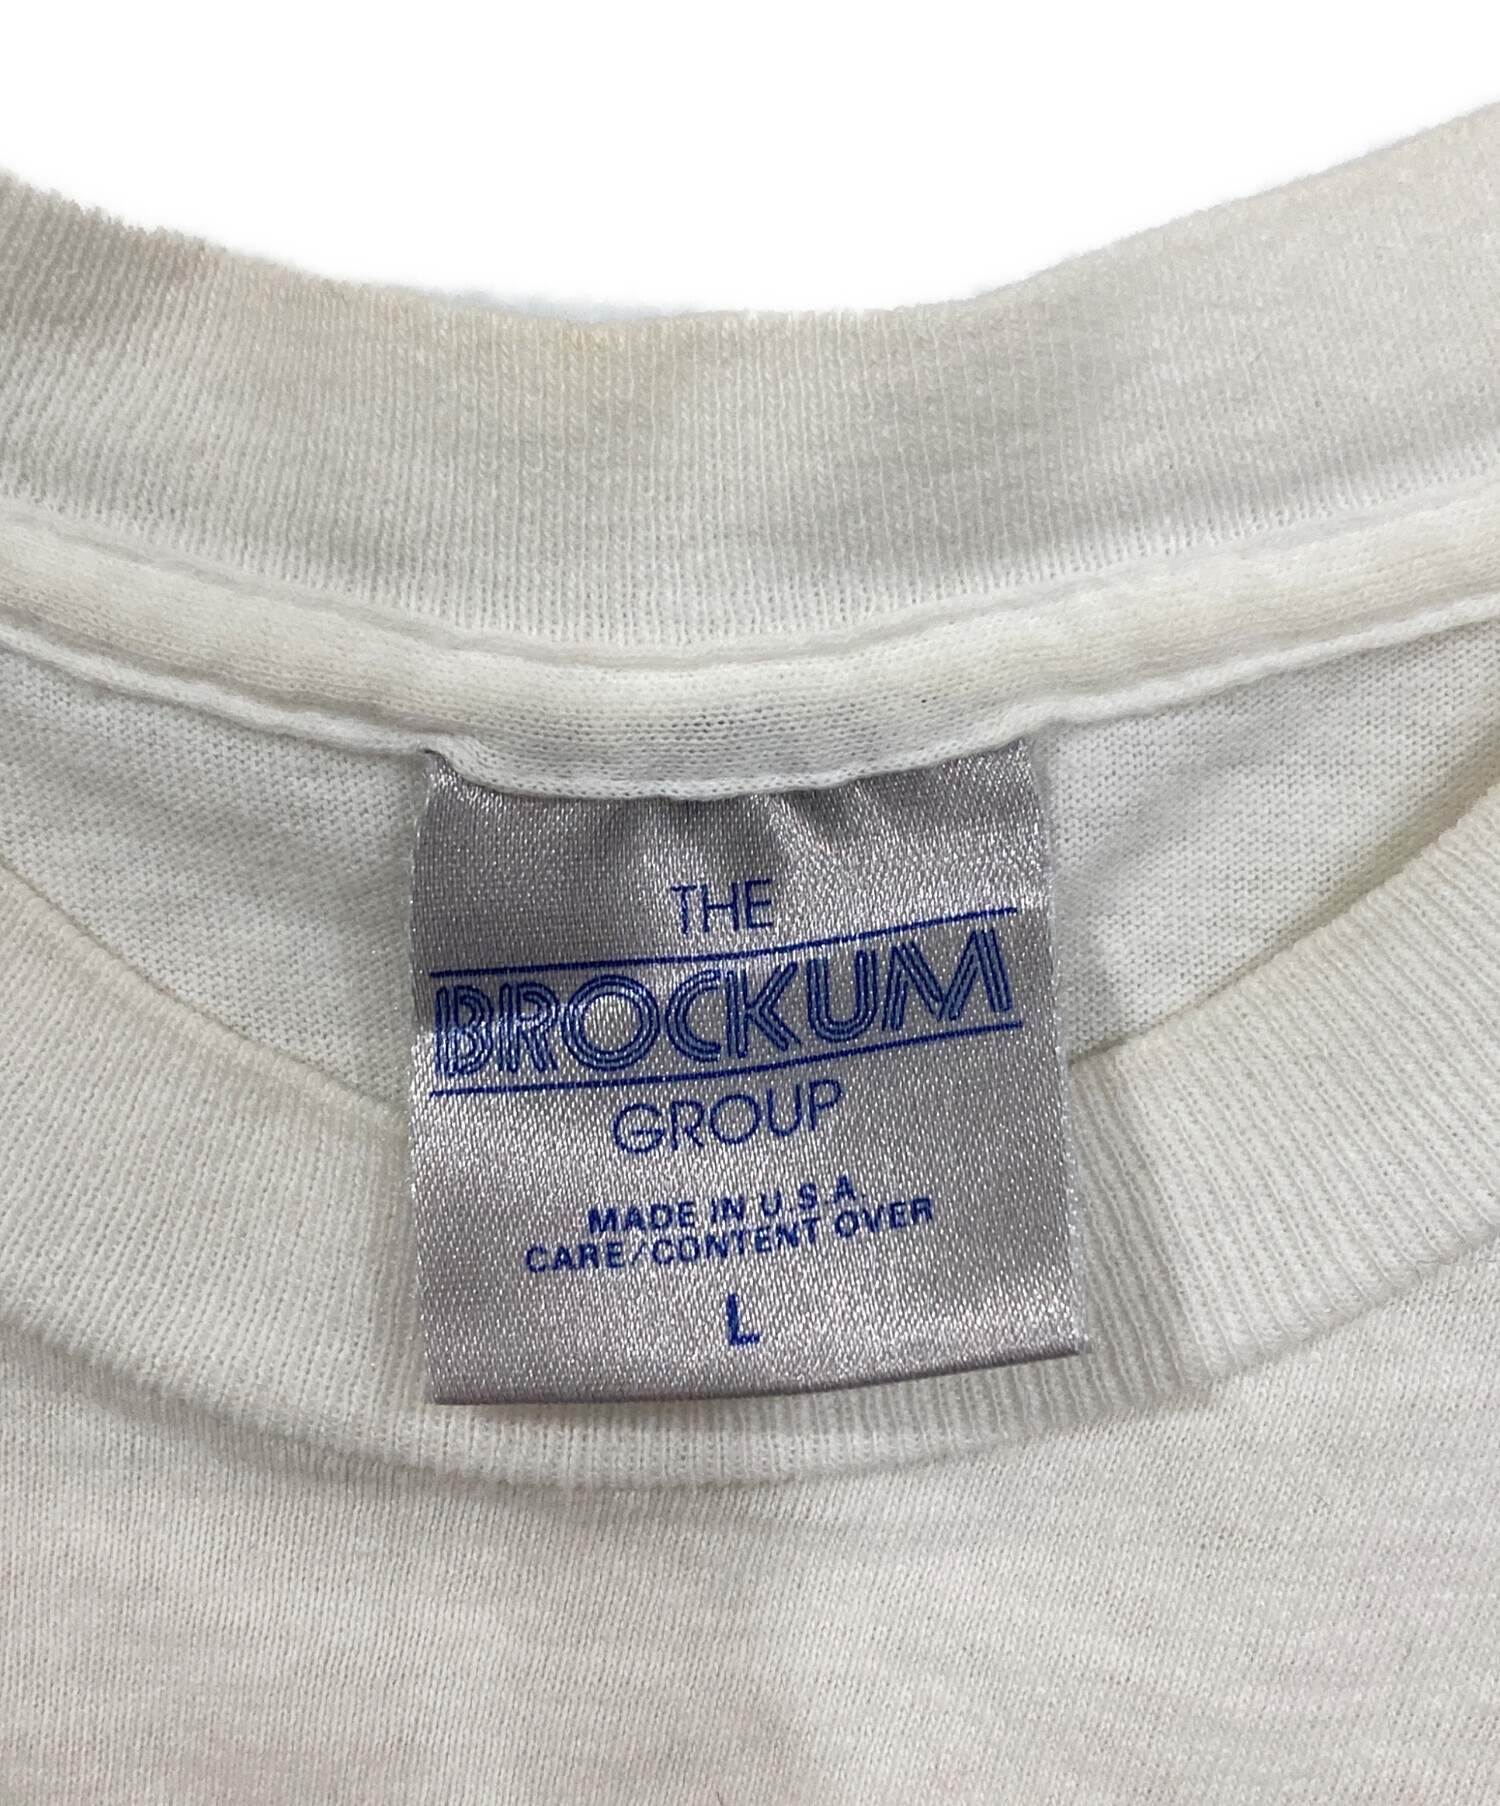 THE
BROCKUM
GROUP
MADE IN U.S.A.
CARE/CONTENT OVER
L